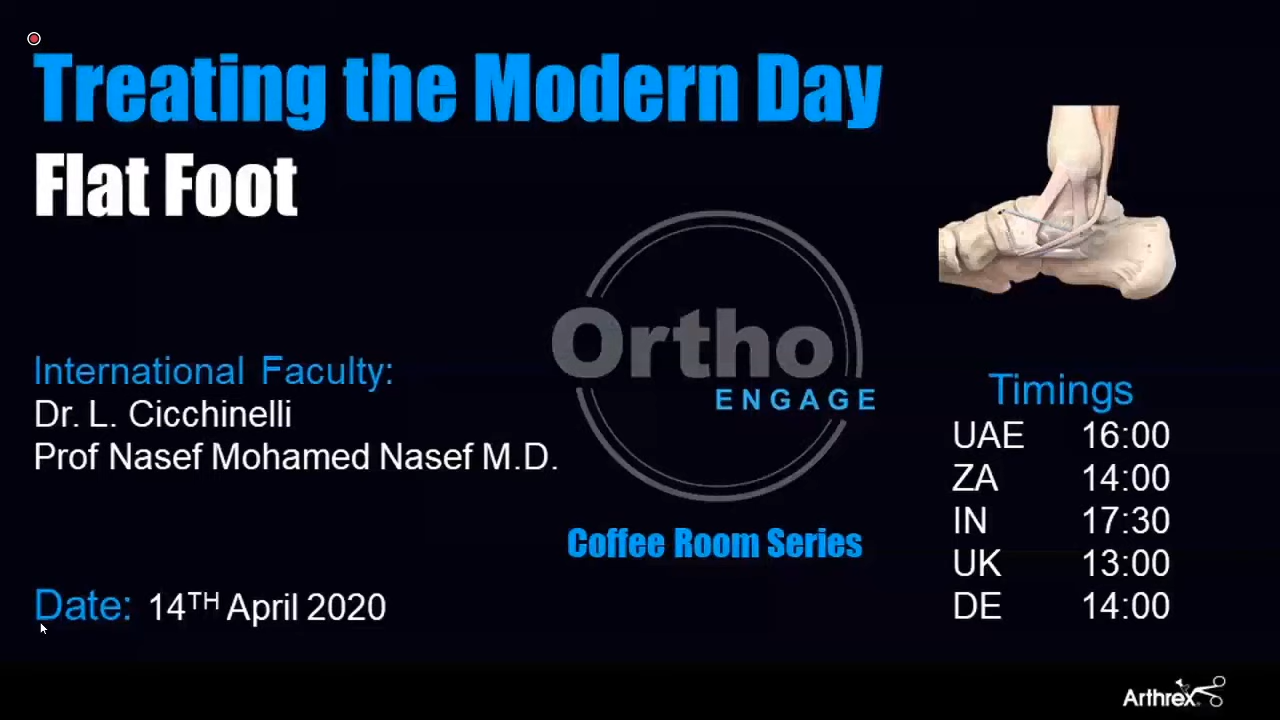 Treating the Modern Day
Flat Foot
Ortho
ENGAGE
Coffee Room Series
International Faculty:
Dr. L. Cicchinelli
Prof Nasef Mohamed Nasef M.D.
Date: 14TH April 2020
Timings
UAE 16:00
ZA 14:00
IN 17:30
UK 13:00
DE 14:00
Arthrex